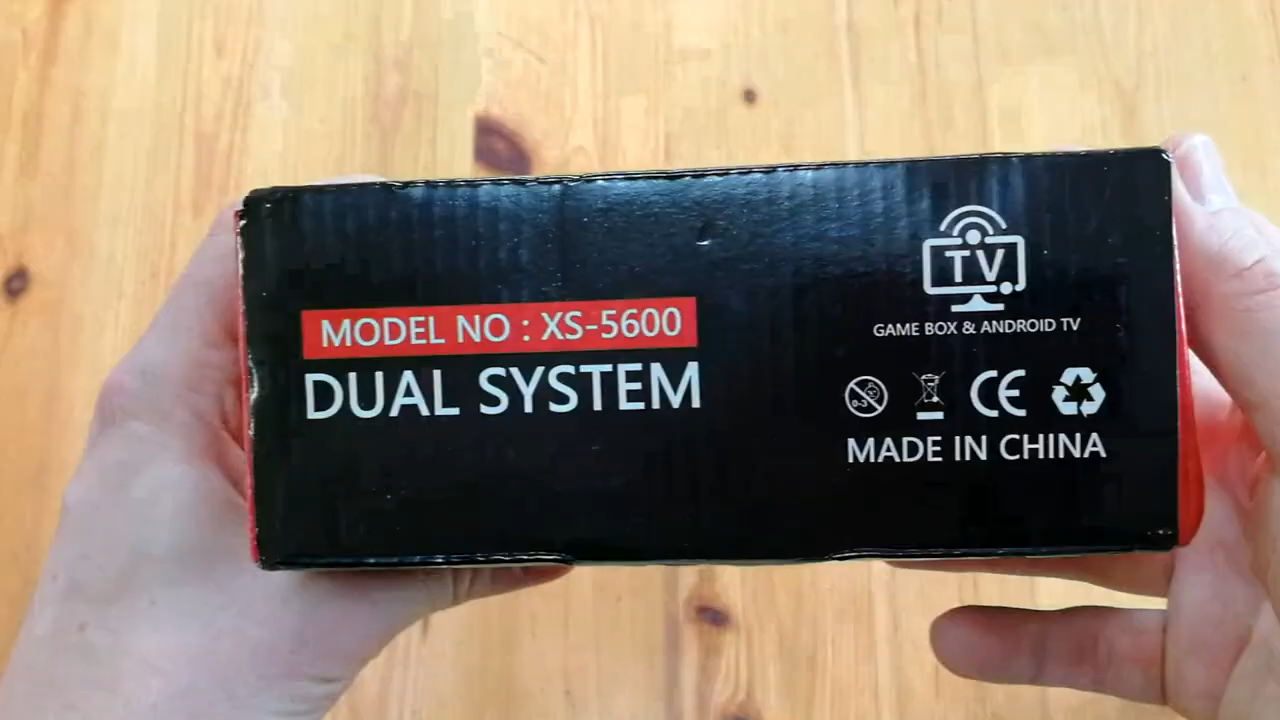 MODEL NO : XS-5600
DUAL SYSTEM
TV
GAME BOX & ANDROID TV
0-3
CE
MADE IN CHINA